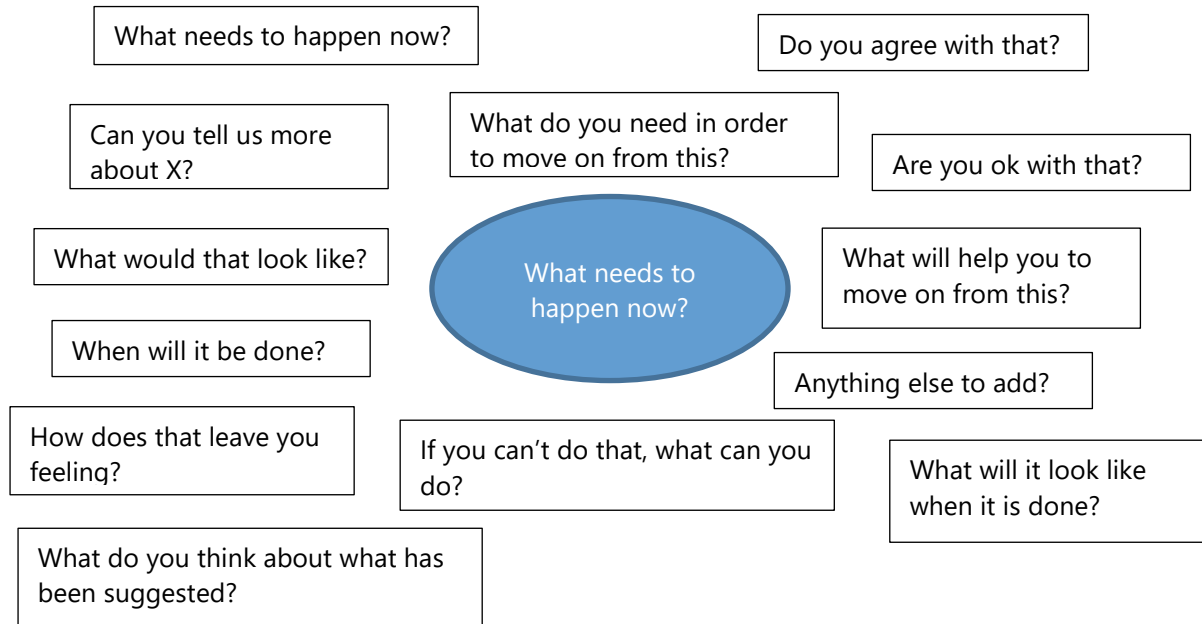 What needs to happen now?
Do you agree with that?
Can you tell us more
about X?
What do you need in order
to move on from this?
Are you ok with that?
What would that look like?
What needs to
happen now?
What will help you to
move on from this?
When will it be done?
Anything else to add?
How does that leave you
feeling?
If you can’t do that, what can you
do?
What will it look like
when it is done?
What do you think about what has
been suggested?